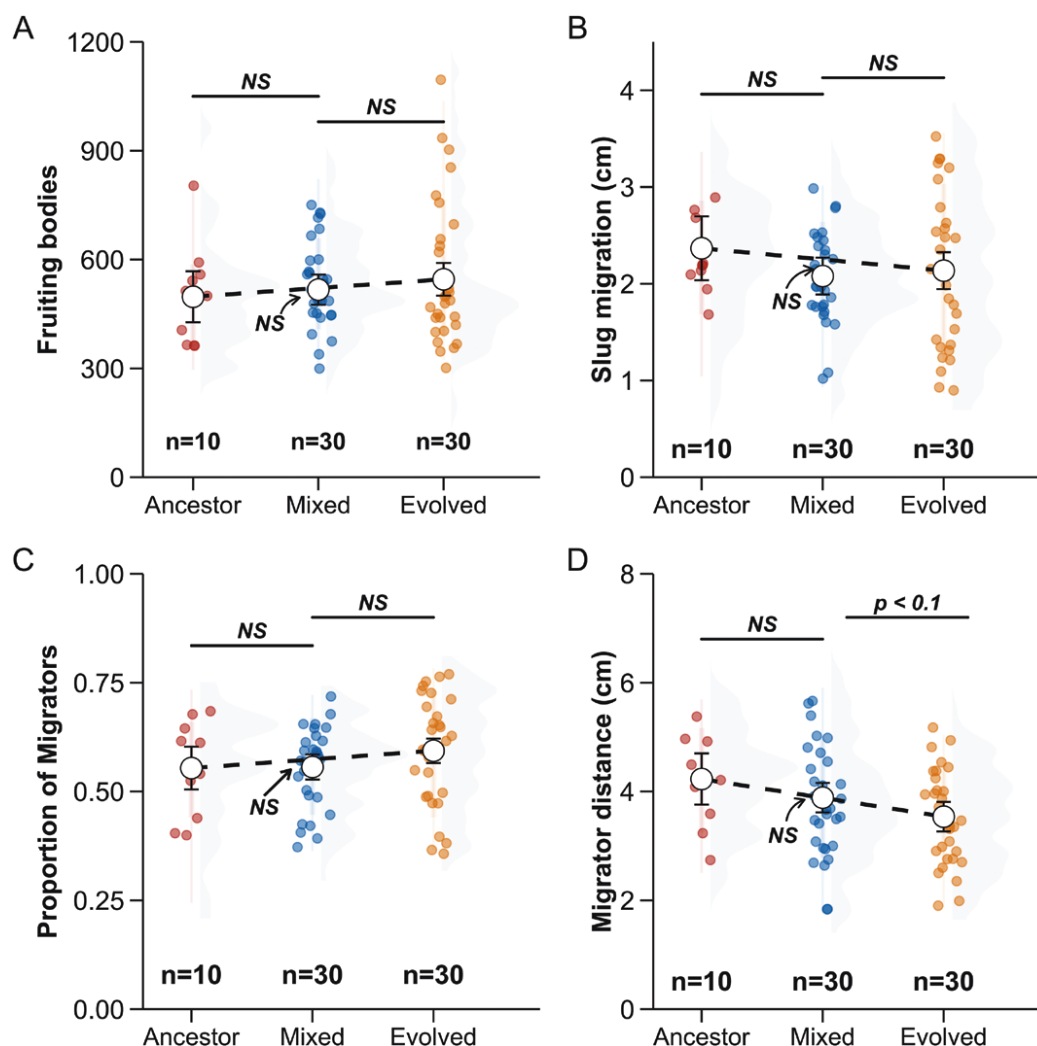 A
Fruiting bodies
1200
900
600
300
0
NS
NS
NS
n=10
n=30
n=30
Ancestor
Mixed
Evolved
B
Slug migration (cm)
4
3
2
1
0
NS
NS
NS
n=10
n=30
n=30
Ancestor
Mixed
Evolved
C
Proportion of Migrators
1.00
0.75
0.50
0.25
0.00
NS
NS
NS
n=10
n=30
n=30
Ancestor
Mixed
Evolved
D
Migrator distance (cm)
8
6
4
2
0
p < 0.1
NS
NS
n=10
n=30
n=30
Ancestor
Mixed
Evolved